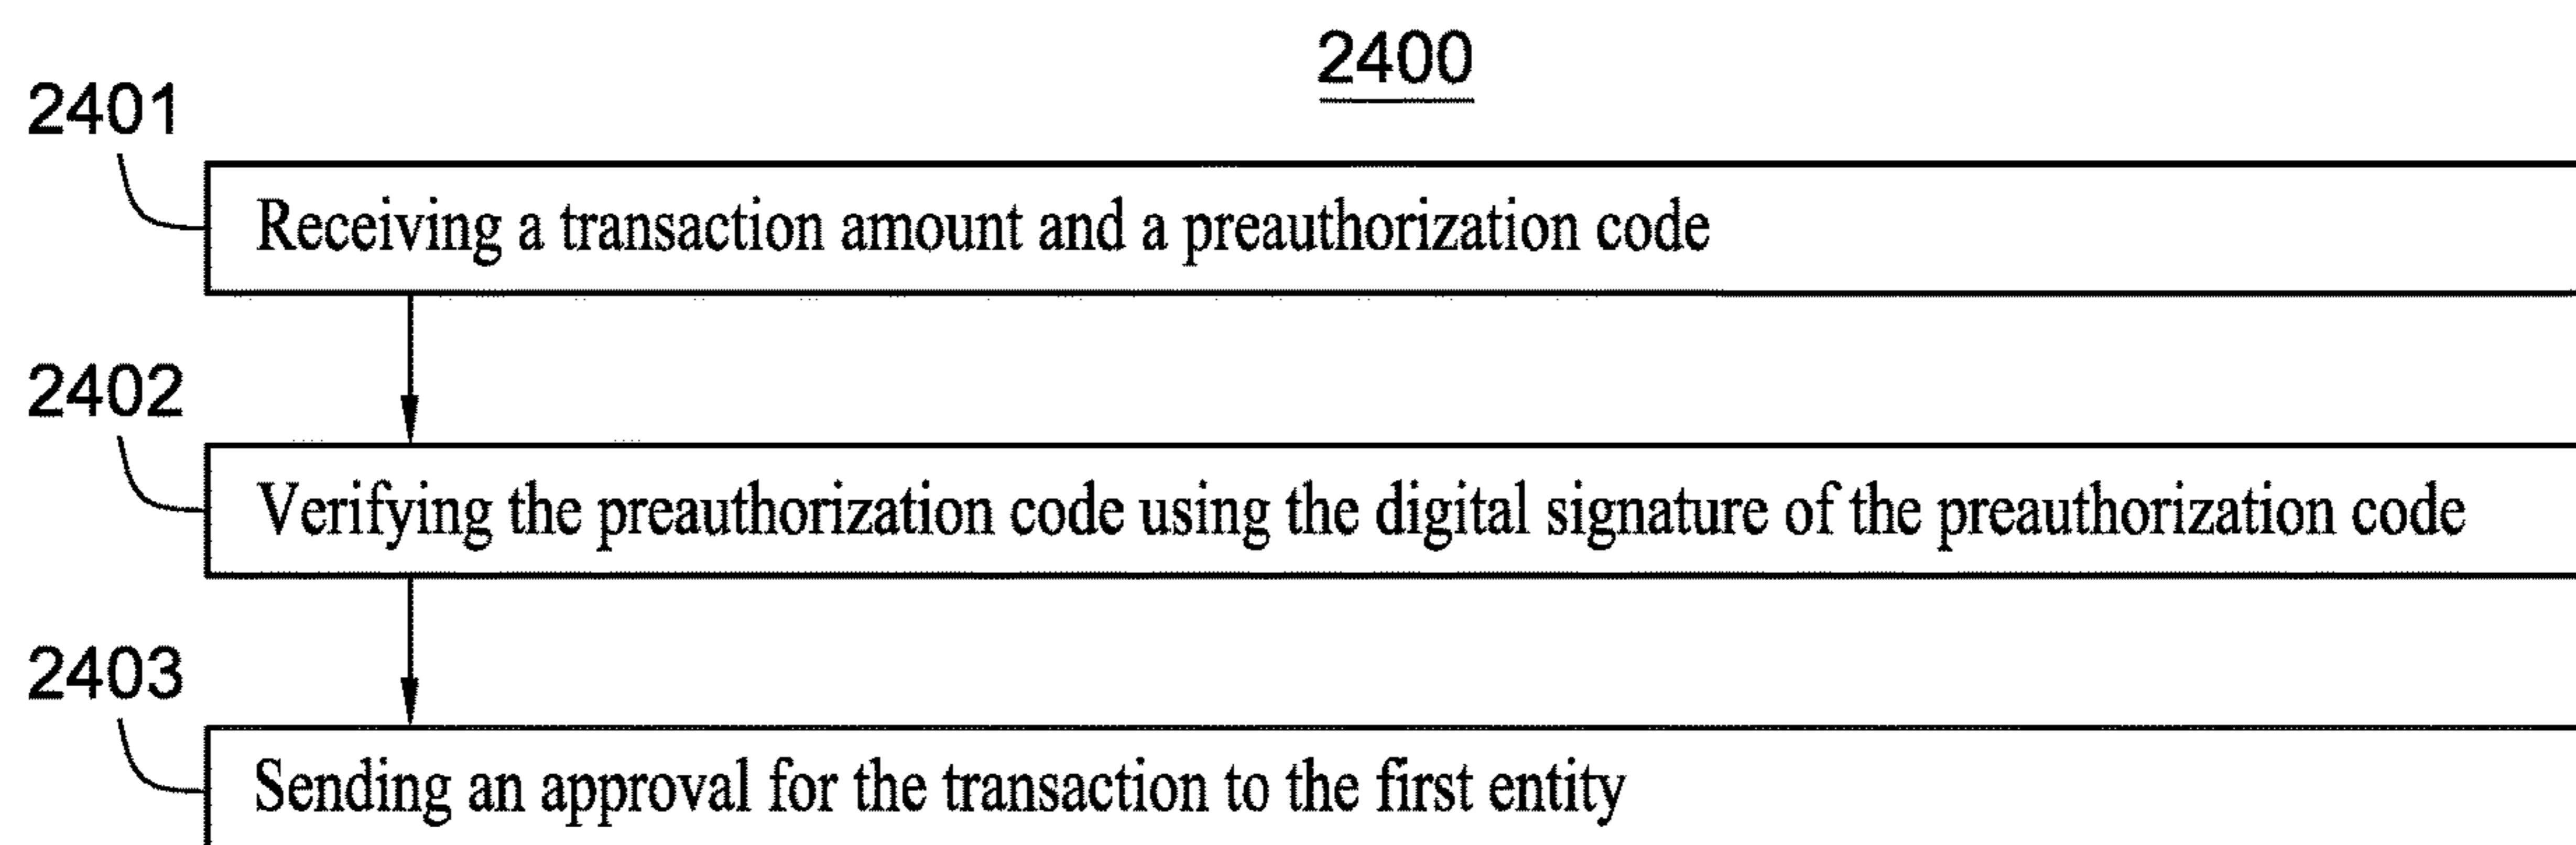 2400
2401
Receiving a transaction amount and a preauthorization code
2402
Verifying the preauthorization code using the digital signature of the preauthorization code
2403
Sending an approval for the transaction to the first entity